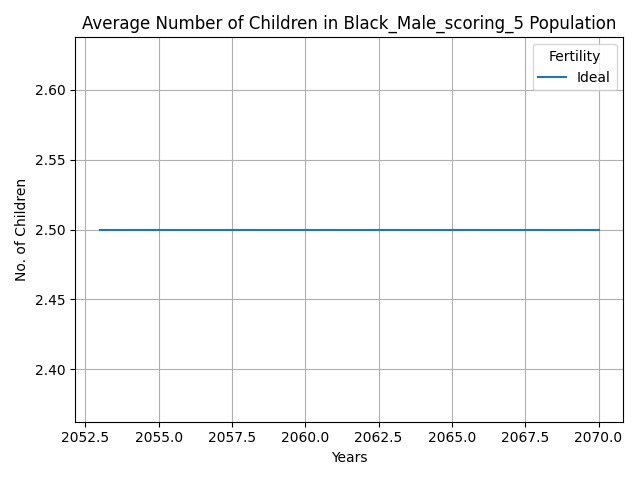 Average Number of Children in Black_Male_scoring_5 Population
Fertility
Ideal
2.60
2.55
2.50
2.45
2.40
No. of Children
2052.5 2055.0 2057.5 2060.0 2062.5 2065.0 2067.5 2070.0
Years